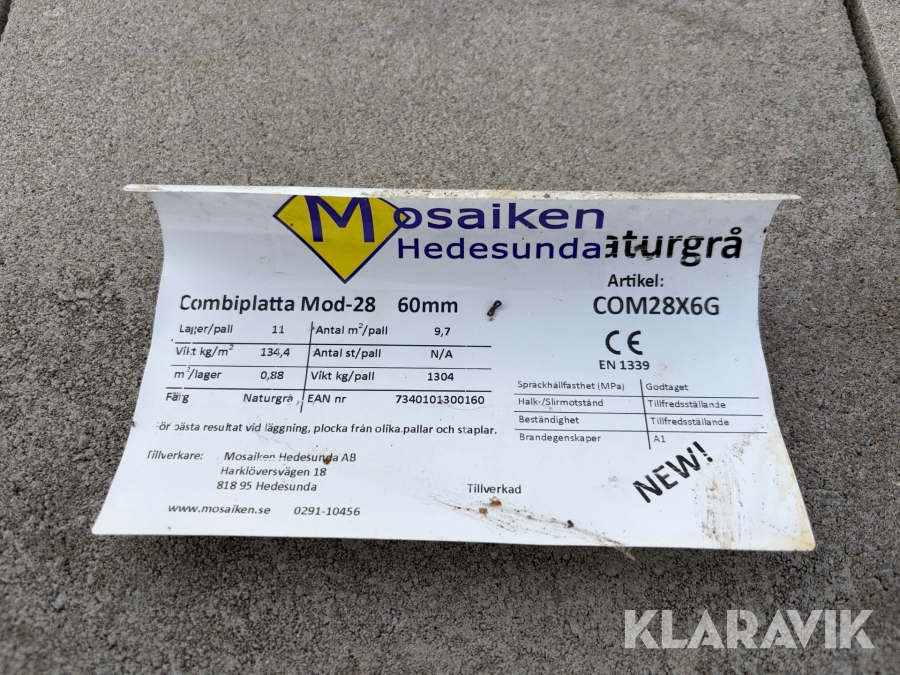 Mosaiken
Hedesunda
aturgrå
Artikel:
COM28X6G
CE
EN 1339
Combiplatta Mod-28 60mm
Lager/pall 11 Antal m²/pall 9,7
Vikt kg/m² 134,4 Antal st/pall N/A
m²/lager 0,88 Vikt kg/pall 1304
Färg Naturgrå EAN nr 7340101300160
Spräckhållfasthet (MPa) Godtaget
Halk-/Slirmotstånd Tillfredsställande
Beständighet Tillfredsställande
Brandegenskaper A1
ör bästa resultat vid läggning, plocka från olika pallar och staplar.
Tillverkare: Mosaiken Hedesunda AB
Harklöversvägen 18
818 95 Hedesunda
Tillverkad
NEW!
www.mosaiken.se 0291-10456
KLARAVIK